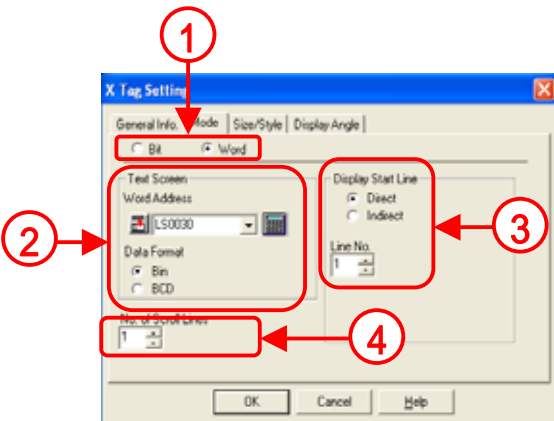 1
X Tag Setting
General Info. Mode Size/Style Display Angle
Bit Word
Text Screen
Display Start Line
Word Address
Direct
LS0030
Indirect
2
3
Data Format
Line No.
Bin
1
BCD
No. of Scroll Lines
1
4
OK Cancel Help